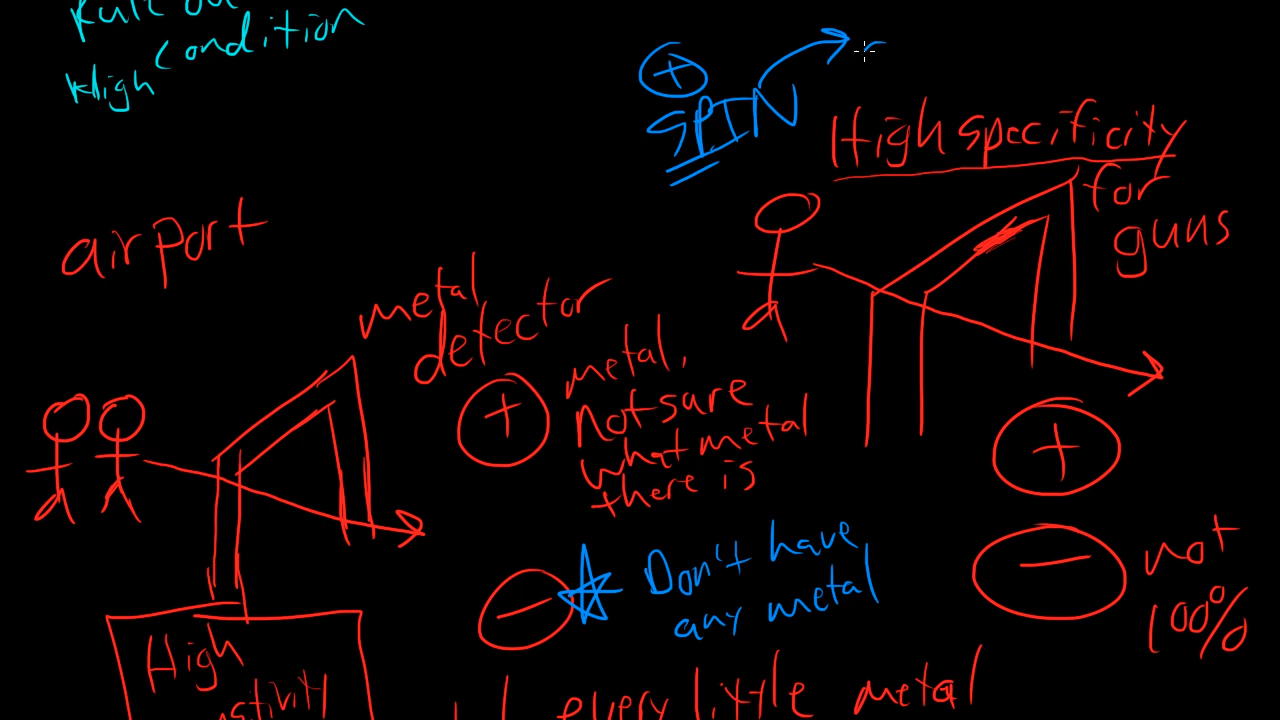 condition
High
+
SPIN
High specificity
for
guns
airport
metal
detector
+
metal,
not sure
what metal
there is
-
Don't have
any metal
+
-
not
100%
High
every little metal